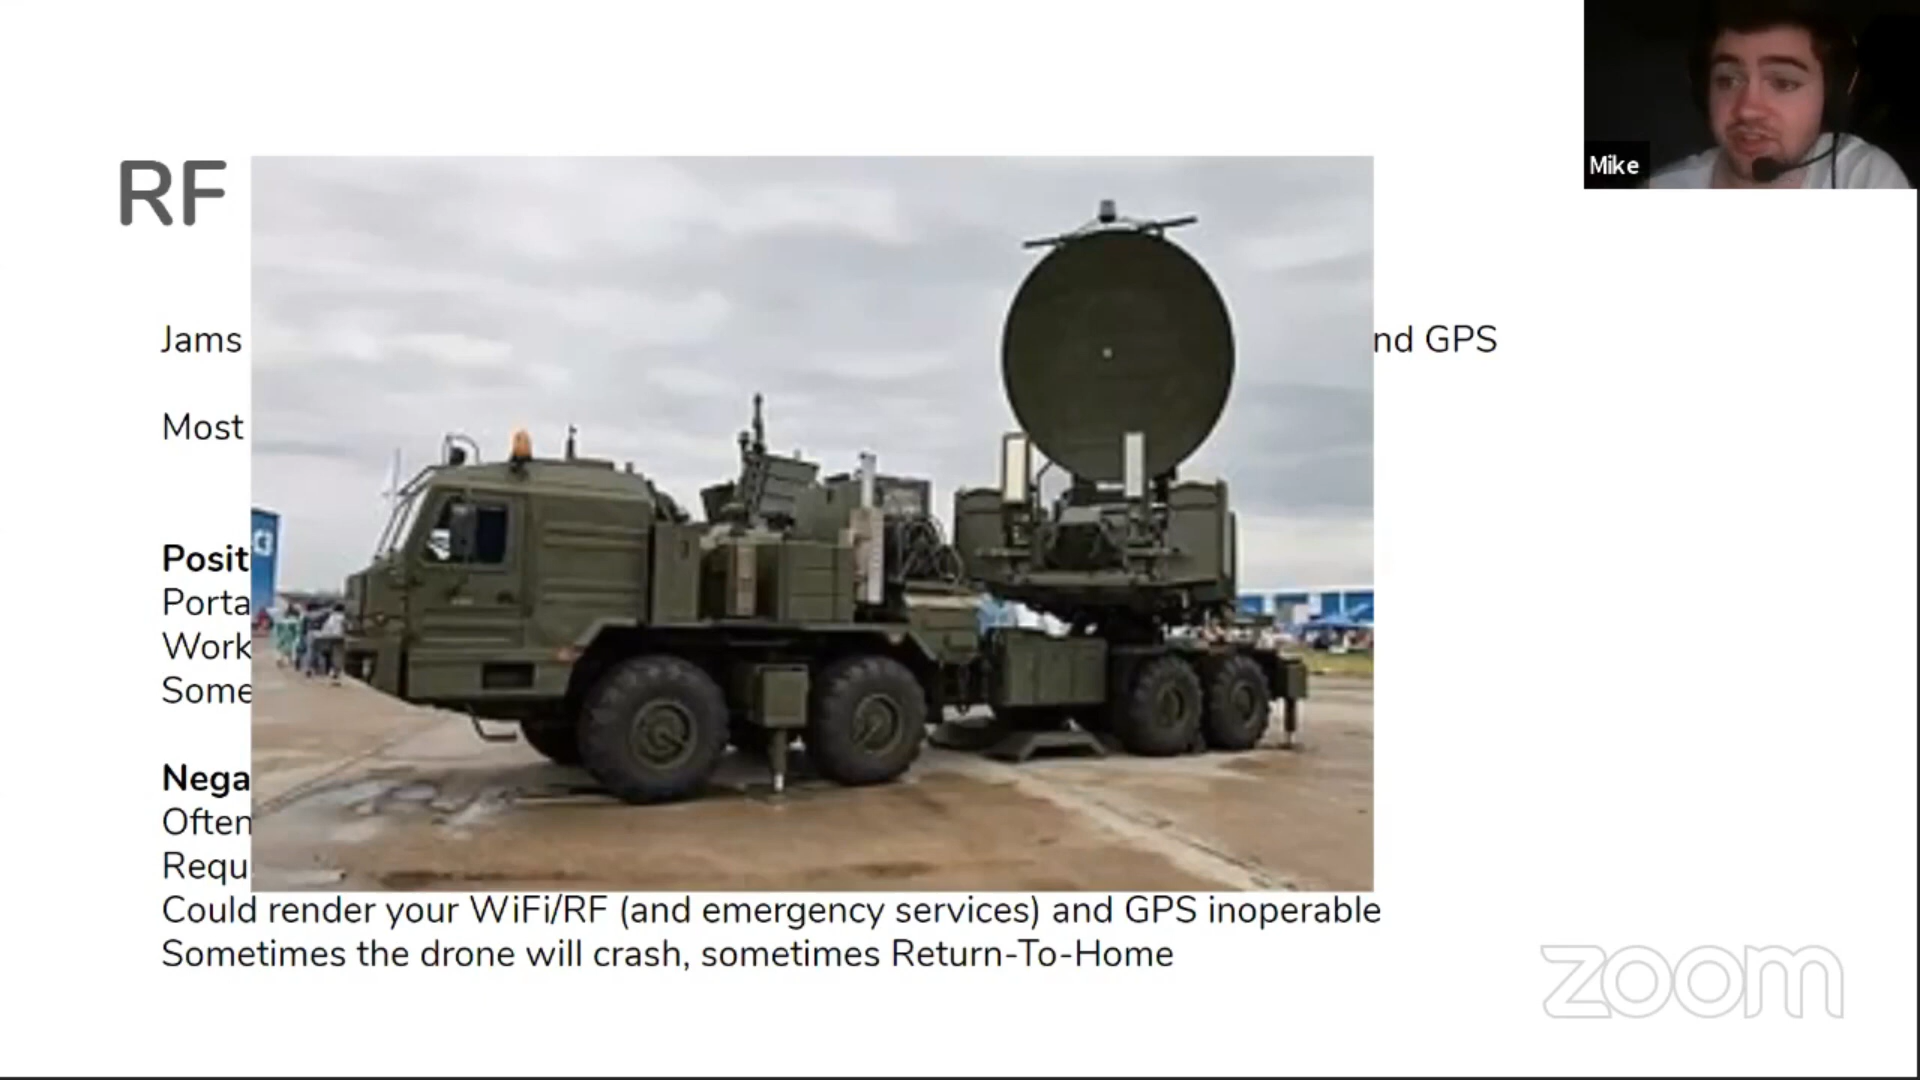 Mike
RF
Jams nd GPS
Most
Posit
Porta
Work
Some
Nega
Often
Requ
Could render your WiFi/RF (and emergency services) and GPS inoperable
Sometimes the drone will crash, sometimes Return-To-Home
zoom